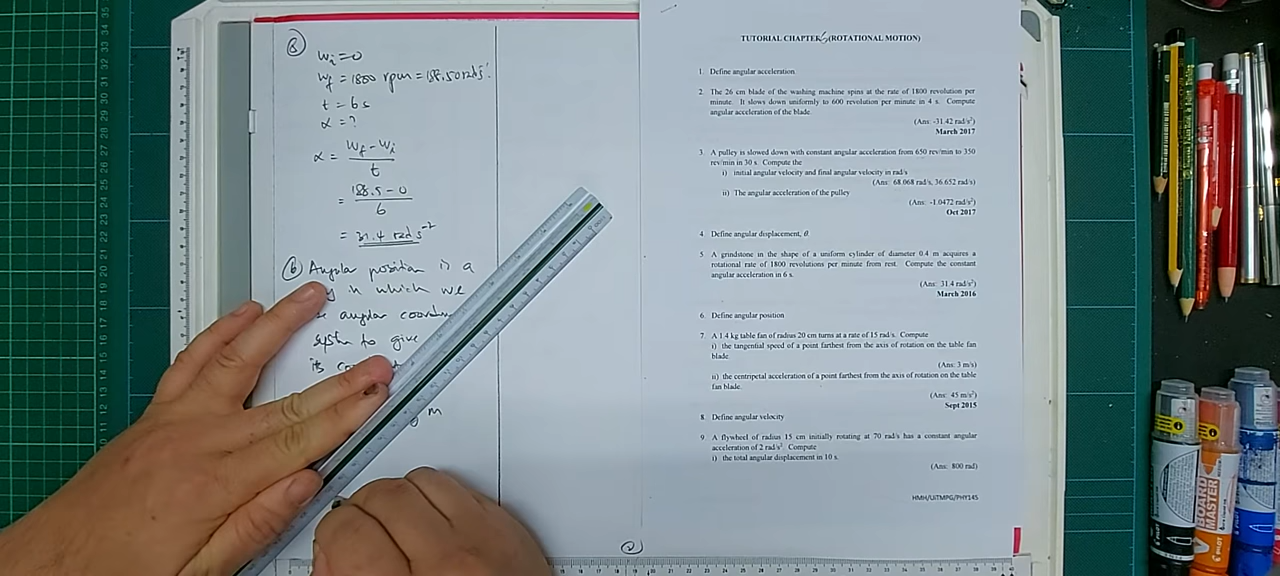 5
wi = 0
wf = 1800 rpm = 188.50 rad s⁻¹
t = 6 s
α = ?
α = wf - wi
t
= 188.5 - 0
6
= 31.4 rad s⁻²
6 Angular position is a
in which we
angular
system to give
its
m
TUTORIAL CHAPTER 5 (ROTATIONAL MOTION)
1. Define angular acceleration.
2. The 26 cm blade of the washing machine spins at the rate of 1800 revolution per
minute. It slows down uniformly to 600 revolution per minute in 4 s. Compute
angular acceleration of the blade.
(Ans: -31.42 rad/s²)
March 2017
3. A pulley is slowed down with constant angular acceleration from 650 rev/min to 350
rev/min in 30 s. Compute the
i) initial angular velocity and final angular velocity in rad/s
(Ans: 68.068 rad/s, 36.652 rad/s)
ii) The angular acceleration of the pulley
(Ans: -1.0472 rad/s²)
Oct 2017
4. Define angular displacement, θ.
5. A grindstone in the shape of a uniform cylinder of diameter 0.4 m acquires a
rotational rate of 1800 revolutions per minute from rest. Compute the constant
angular acceleration in 6 s.
(Ans: 31.4 rad/s²)
March 2016
6. Define angular position
7. A 1.4 kg table fan of radius 20 cm turns at a rate of 15 rad/s. Compute
i) the tangential speed of a point farthest from the axis of rotation on the table fan
blade.
(Ans: 3 m/s)
ii) the centripetal acceleration of a point farthest from the axis of rotation on the table
fan blade.
(Ans: 45 m/s²)
Sept 2015
8. Define angular velocity
9. A flywheel of radius 15 cm initially rotating at 70 rad/s has a constant angular
acceleration of 2 rad/s². Compute
i) the total angular displacement in 10 s.
(Ans: 800 rad)
HMH/UiTMPG/PHY145
2
BOARD
MASTER
PILOT